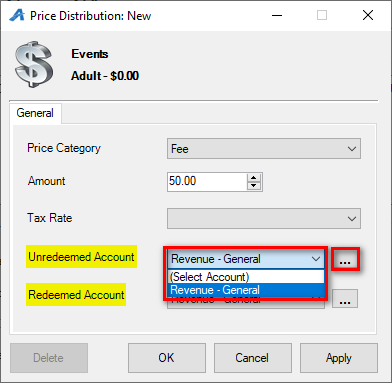 Price Distribution: New
Events
Adult - $0.00
General
Price Category Fee
Amount 50.00
Tax Rate
Unredeemed Account Revenue - General ...
(Select Account)
Revenue - General
Redeemed Account Revenue - General ...
Delete OK Cancel Apply